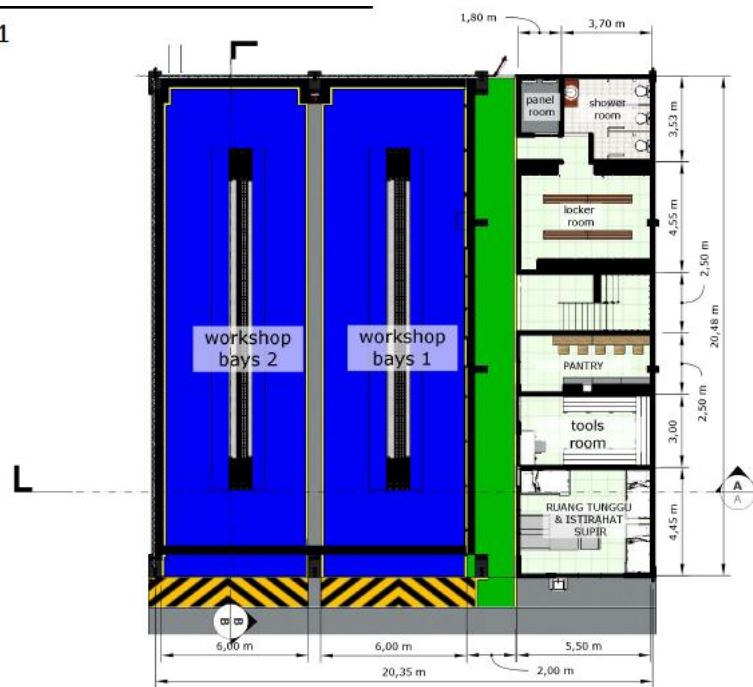 1
1,80 m
3,70 m
panel
room
shower
room
3,53 m
locker
room
4,55 m
2,50 m
20,48 m
workshop
bays 2
workshop
bays 1
PANTRY
2,50 m
tools
room
3,00
RUANG TUNGGU
& ISTIRAHAT
SUPIR
4,45 m
A
A
B
B
6,00 m
6,00 m
5,50 m
20,35 m
2,00 m